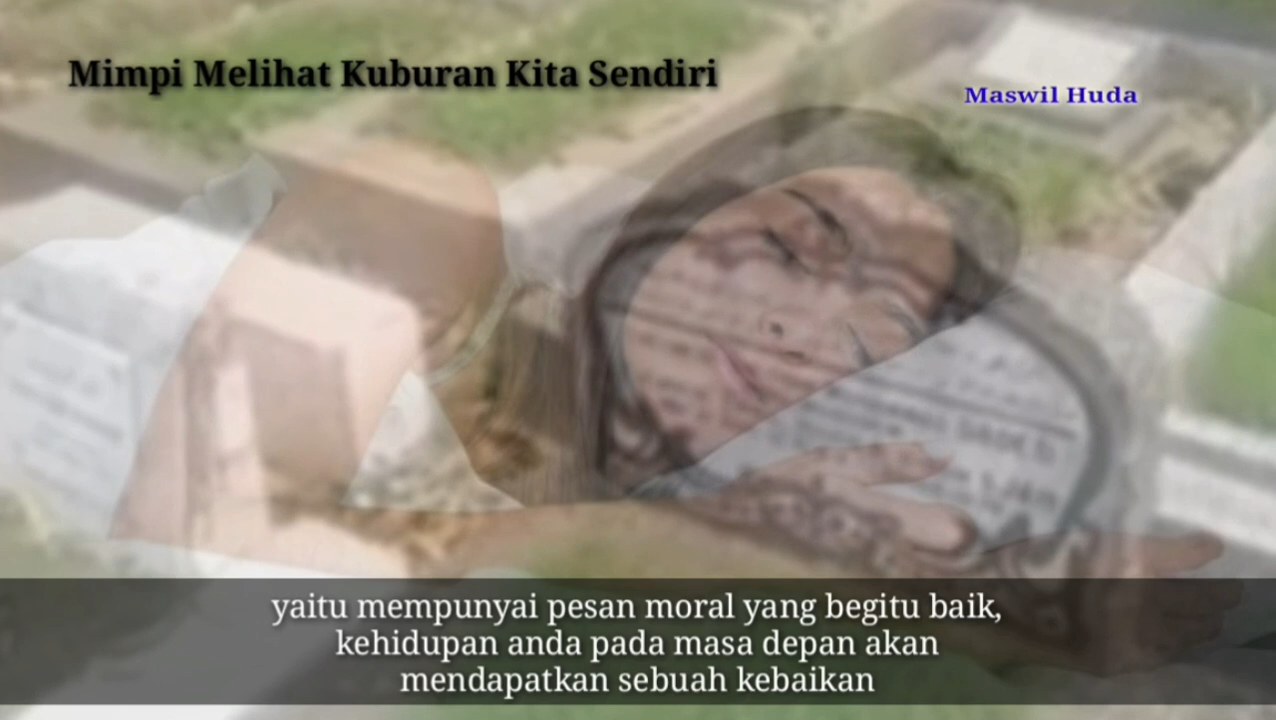 Mimpi Melihat Kuburan Kita Sendiri
Maswil Huda
yaitu mempunyai pesan moral yang begitu baik,
kehidupan anda pada masa depan akan
mendapatkan sebuah kebaikan